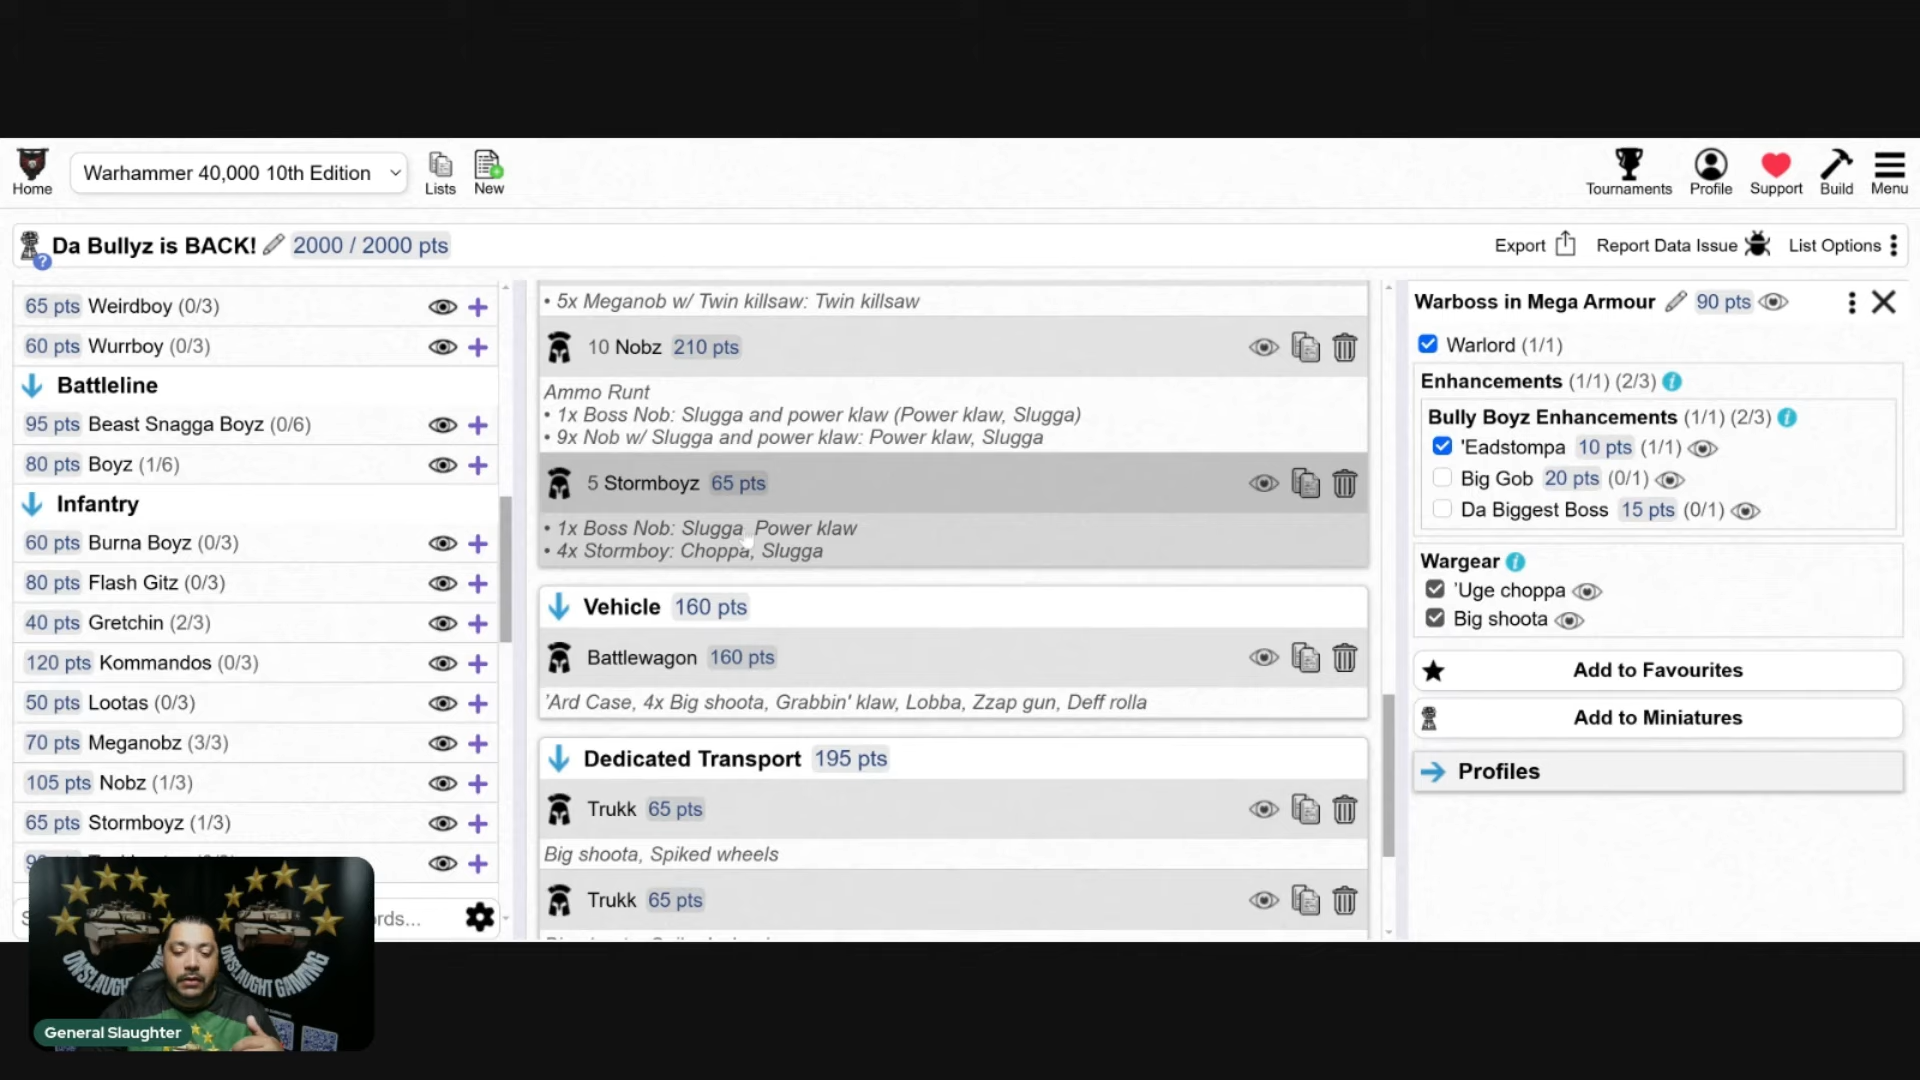 Home
Warhammer 40,000 10th Edition
Lists
New
Tournaments
Profile
Support
Build
Menu
Da Bullyz is BACK! 2000 / 2000 pts
Export
Report Data Issue
List Options
65 pts Weirdboy (0/3)
60 pts Wurrboy (0/3)
Battleline
95 pts Beast Snagga Boyz (0/6)
80 pts Boyz (1/6)
Infantry
60 pts Burna Boyz (0/3)
80 pts Flash Gitz (0/3)
40 pts Gretchin (2/3)
120 pts Kommandos (0/3)
50 pts Lootas (0/3)
70 pts Meganobz (3/3)
105 pts Nobz (1/3)
65 pts Stormboyz (1/3)
• 5x Meganob w/ Twin killsaw: Twin killsaw
10 Nobz 210 pts
Ammo Runt
• 1x Boss Nob: Slugga and power klaw (Power klaw, Slugga)
• 9x Nob w/ Slugga and power klaw: Power klaw, Slugga
5 Stormboyz 65 pts
• 1x Boss Nob: Slugga, Power klaw
• 4x Stormboy: Choppa, Slugga
Vehicle 160 pts
Battlewagon 160 pts
'Ard Case, 4x Big shoota, Grabbin' klaw, Lobba, Zzap gun, Deff rolla
Dedicated Transport 195 pts
Trukk 65 pts
Big shoota, Spiked wheels
Trukk 65 pts
Warboss in Mega Armour 90 pts
Warlord (1/1)
Enhancements (1/1) (2/3)
Bully Boyz Enhancements (1/1) (2/3)
'Eadstompa 10 pts (1/1)
Big Gob 20 pts (0/1)
Da Biggest Boss 15 pts (0/1)
Wargear
'Uge choppa
Big shoota
Add to Favourites
Add to Miniatures
Profiles
ONSLAUGHT GAMING
General Slaughter